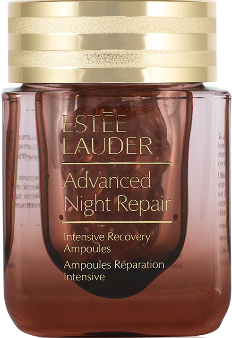 ESTĒE
LAUDER
Advanced
Night Repair
Intensive Recovery
Ampoules
Ampoules Réparation
Intensive